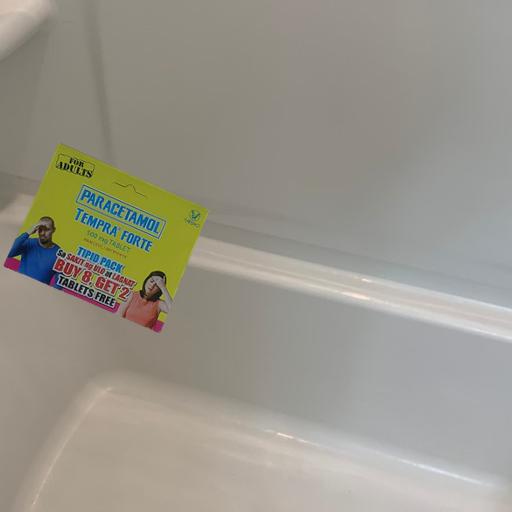 FOR
ADULTS
PARACETAMOL
TEMPRA FORTE
500 mg TABLET
TIPID PACK!
Sa SAKIT ng ULO at LAGNAT
BUY 8, GET 2
TABLETS FREE